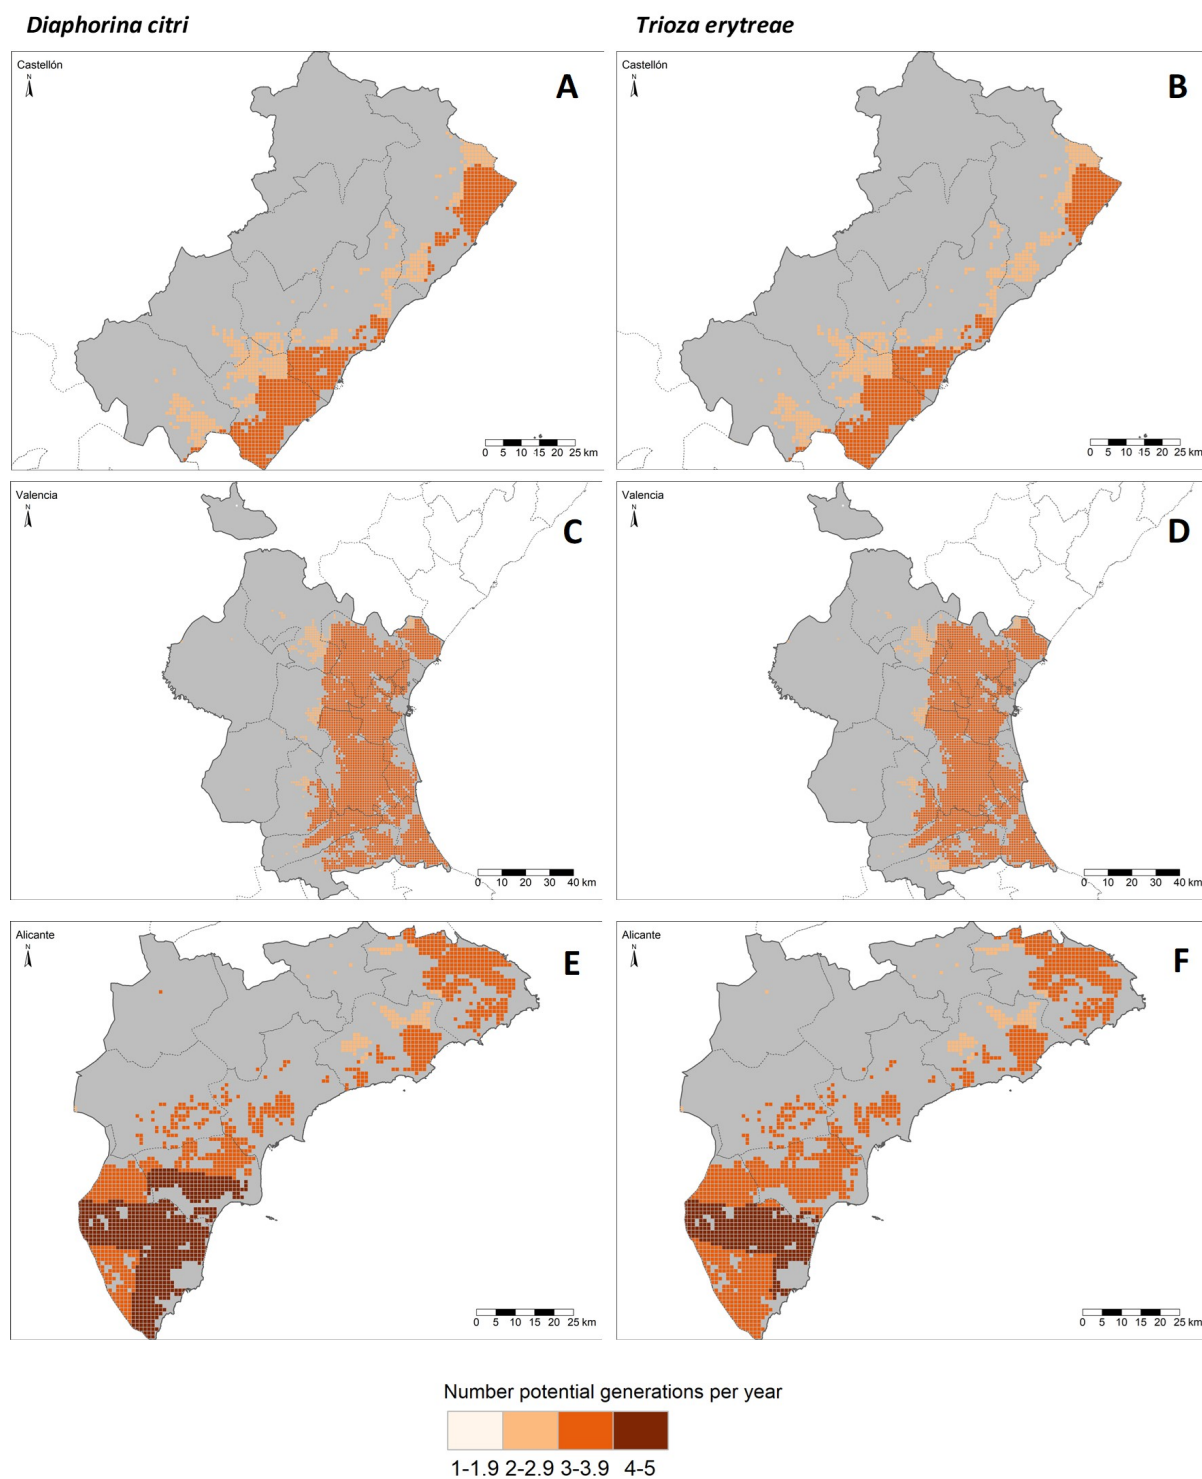 Diaphorina citri
Trioza erytreae
Castellón
N
A
0 5 10 15 20 25 km
Castellón
N
B
0 5 10 15 20 25 km
Valencia
N
C
0 10 20 30 40 km
Valencia
N
D
0 10 20 30 40 km
Alicante
N
E
0 5 10 15 20 25 km
Alicante
N
F
0 5 10 15 20 25 km
Number potential generations per year
1-1.9 2-2.9 3-3.9 4-5